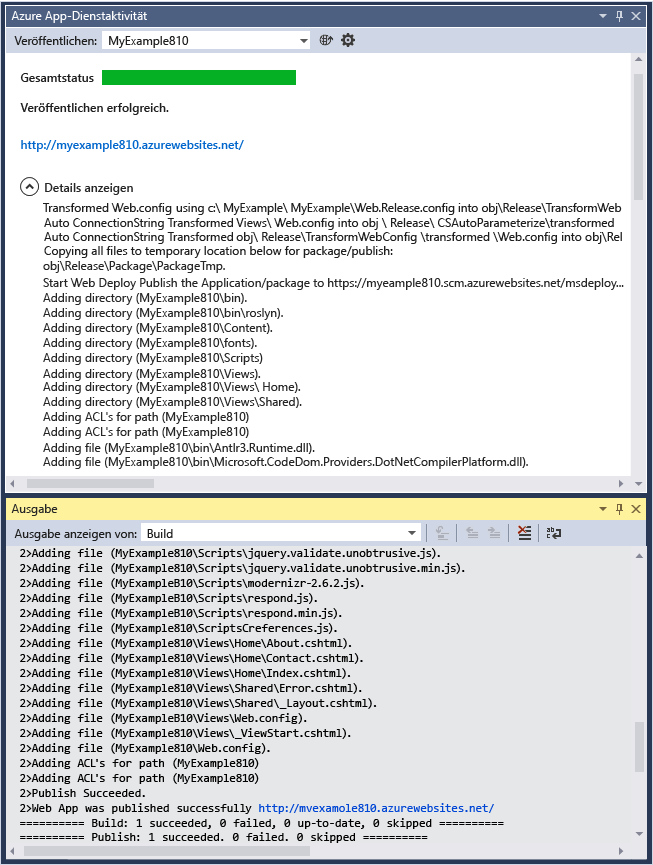 Azure App-Dienstaktivität
Veröffentlichen: MyExample810
Gesamtstatus
Veröffentlichen erfolgreich.
http://myexample810.azurewebsites.net/
Details anzeigen
Transformed Web.config using c:\ MyExample\ MyExample\Web.Release.config into obj\Release\TransformWeb
Auto ConnectionString Transformed Views\ Web.config into obj \ Release\ CSAutoParameterize\transformed
Auto ConnectionString Transformed obj\ Release\TransformWebConfig \transformed \Web.config into obj\Rel
Copying all files to temporary location below for package/publish:
obj\Release\Package\PackageTmp.
Start Web Deploy Publish the Application/package to https://myeample810.scm.azurewebsites.net/msdeploy...
Adding directory (MyExample810\bin).
Adding directory (MyExample810\bin\roslyn).
Adding directory (MyExample810\Content).
Adding directory (MyExample810\fonts).
Adding directory (MyExample810\Scripts)
Adding directory (MyExample810\Views).
Adding directory (MyExample810\Views\ Home).
Adding directory (MyExample810\Views\Shared).
Adding ACL's for path (MyExample810)
Adding ACL's for path (MyExample810)
Adding file (MyExample810\bin\Antlr3.Runtime.dll).
Adding file (MyExample810\bin\Microsoft.CodeDom.Providers.DotNetCompilerPlatform.dll).
Ausgabe
Ausgabe anzeigen von: Build
2>Adding file (MyExample810\Scripts\jquery.validate.unobtrusive.js).
2>Adding file (MyExample810\Scripts\jquery.validate.unobtrusive.min.js).
2>Adding file (MyExampleB10\Scripts\modernizr-2.6.2.js).
2>Adding file (MyExampleB10\Scripts\respond.js).
2>Adding file (MyExampleB10\Scripts\respond.min.js).
2>Adding file (MyExample810\ScriptsCreferences.js).
2>Adding file (MyExample810\Views\Home\About.cshtml).
2>Adding file (MyExample810\Views\Home\Contact.cshtml).
2>Adding file (MyExample810\Views\Home\Index.cshtml).
2>Adding file (MyExample810\Views\Shared\Error.cshtml).
2>Adding file (MyExample810\Views\Shared\_Layout.cshtml).
2>Adding file (MyExampleB10\Views\Web.config).
2>Adding file (MyExample810\Views\_ViewStart.cshtml).
2>Adding file (MyExample810\Web.config).
2>Adding ACL's for path (MyExample810)
2>Adding ACL's for path (MyExample810)
2>Publish Succeeded.
2>Web App was published successfully http://mvexamole810.azurewebsites.net/
========== Build: 1 succeeded, 0 failed, 0 up-to-date, 0 skipped ==========
========== Publish: 1 succeeded. 0 failed. 0 skipped ==========